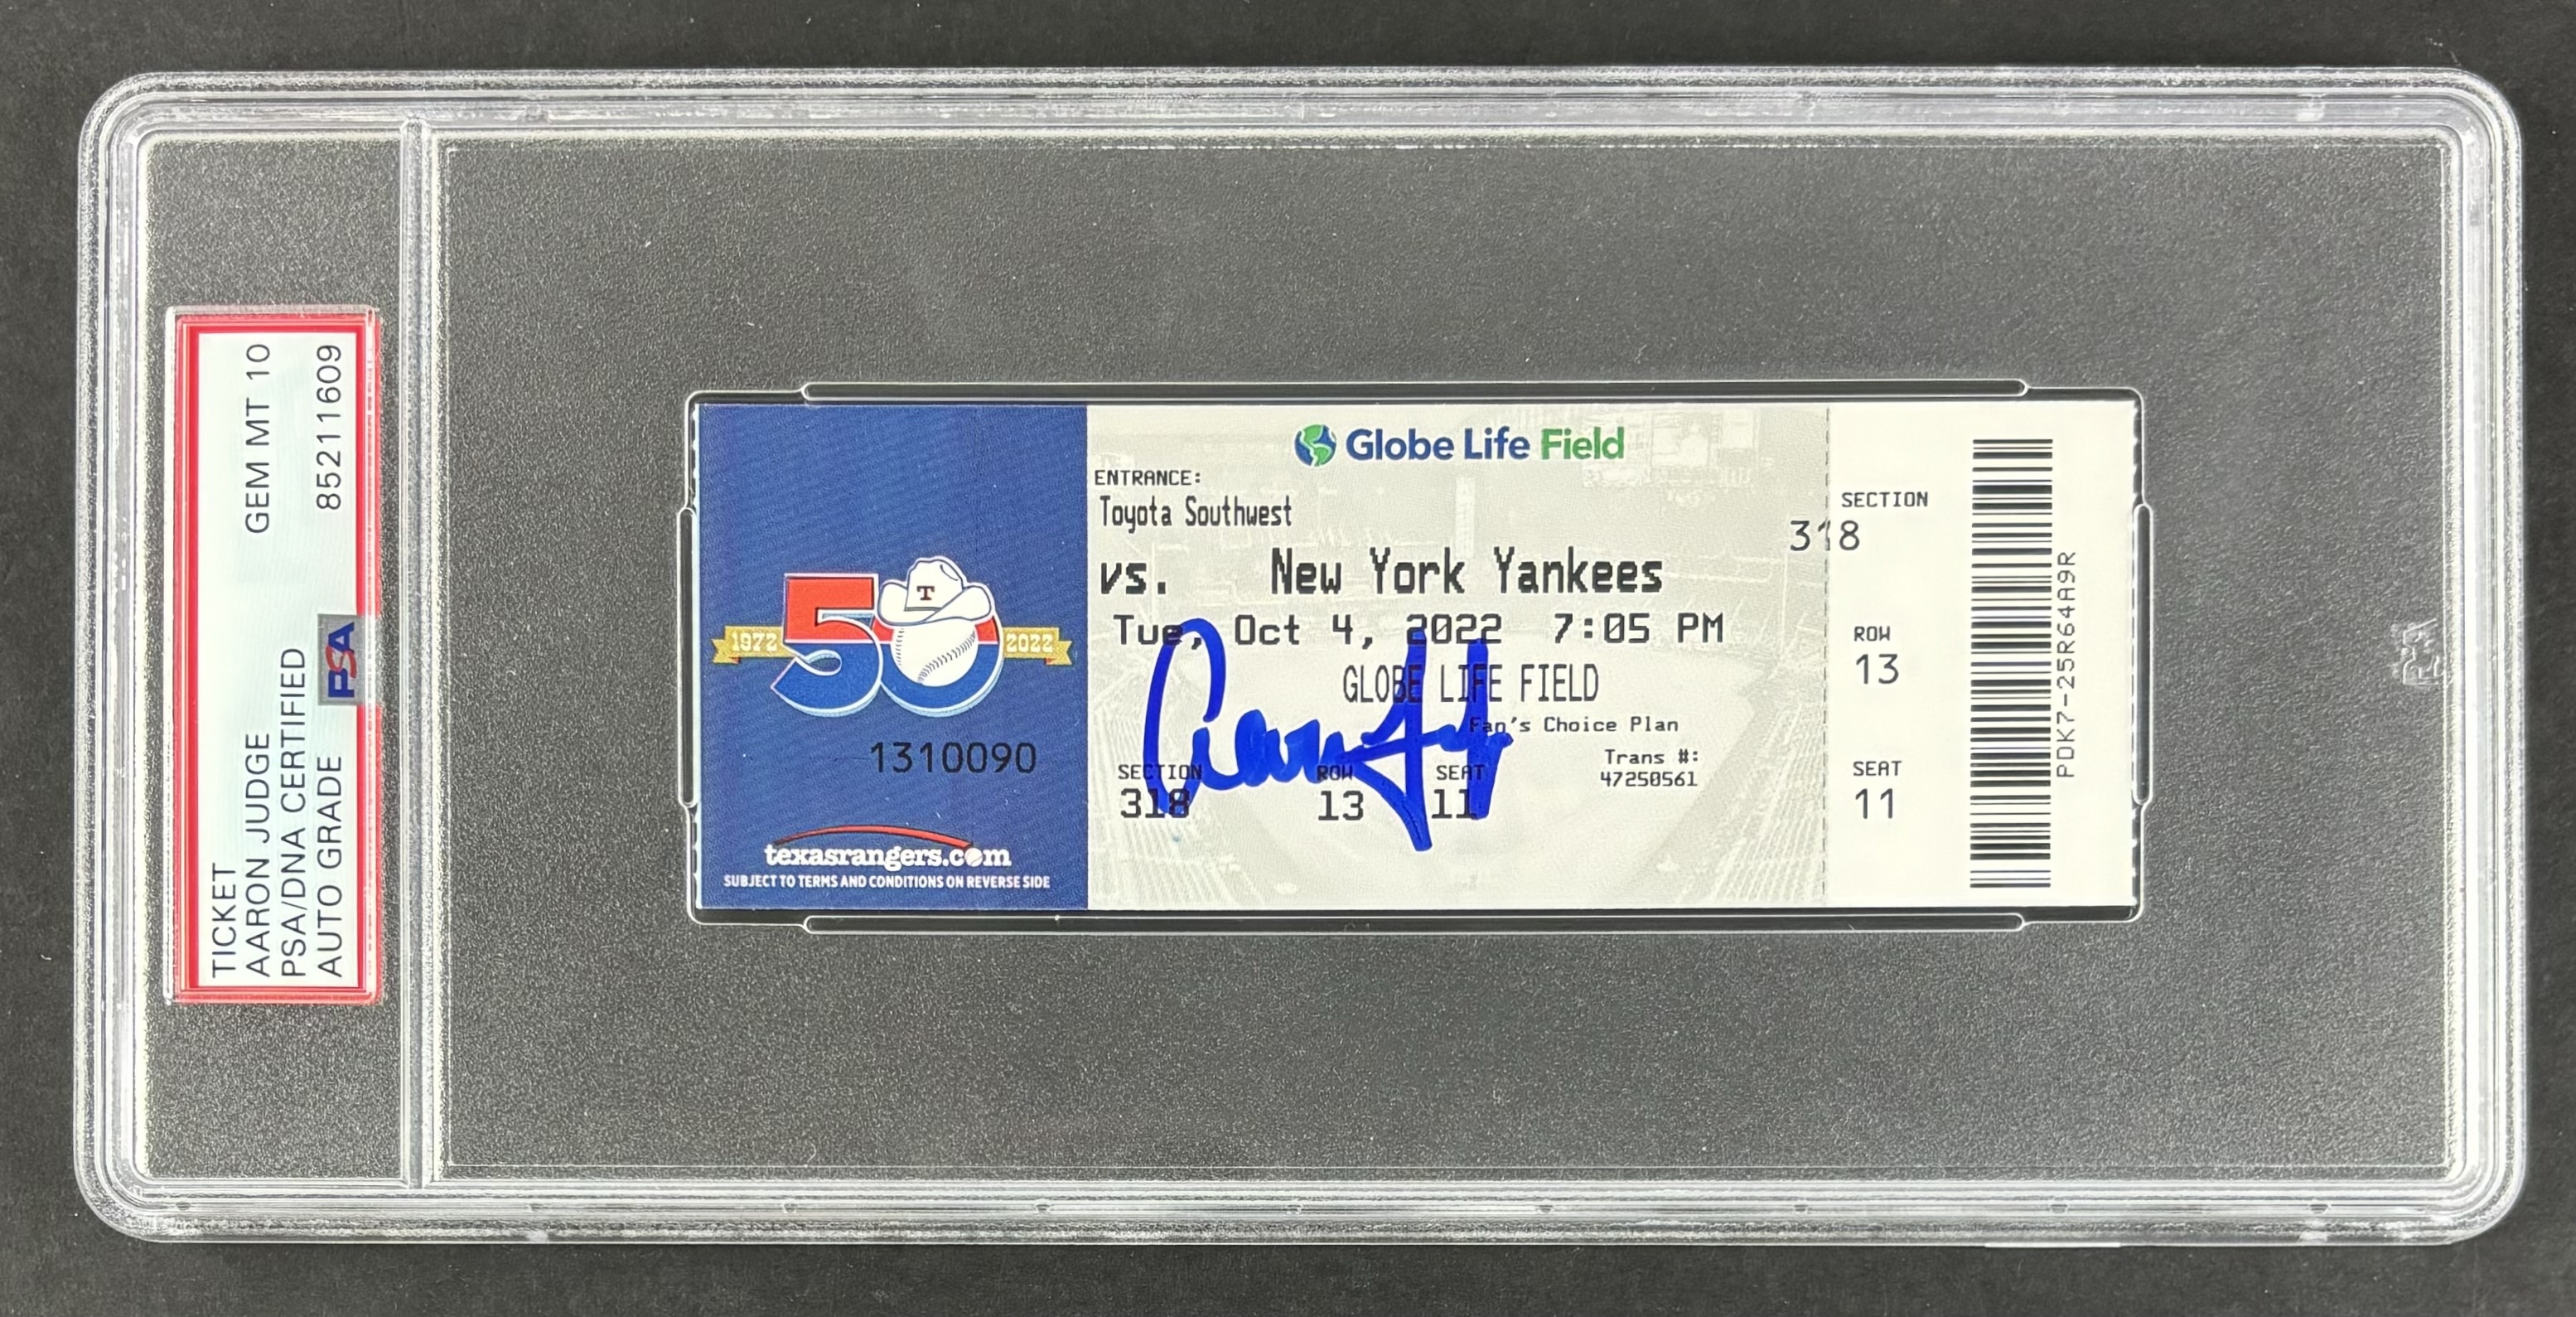 TICKET GEM MT 10
AARON JUDGE 85211609
PSA/DNA CERTIFIED
AUTO GRADE
PSA
T
1972 50 2022
1310090
texasrangers.com
SUBJECT TO TERMS AND CONDITIONS ON REVERSE SIDE
Globe Life Field
ENTRANCE:
Toyota Southwest
vs. New York Yankees
Tue, Oct 4, 2022 7:05 PM
GLOBE LIFE FIELD
Fan's Choice Plan
Trans #:
47250561
SECTION ROW SEAT
318 13 11
Aaron Judge
SECTION
318
ROW
13
SEAT
11
PDK7-25R64A9R
PSA